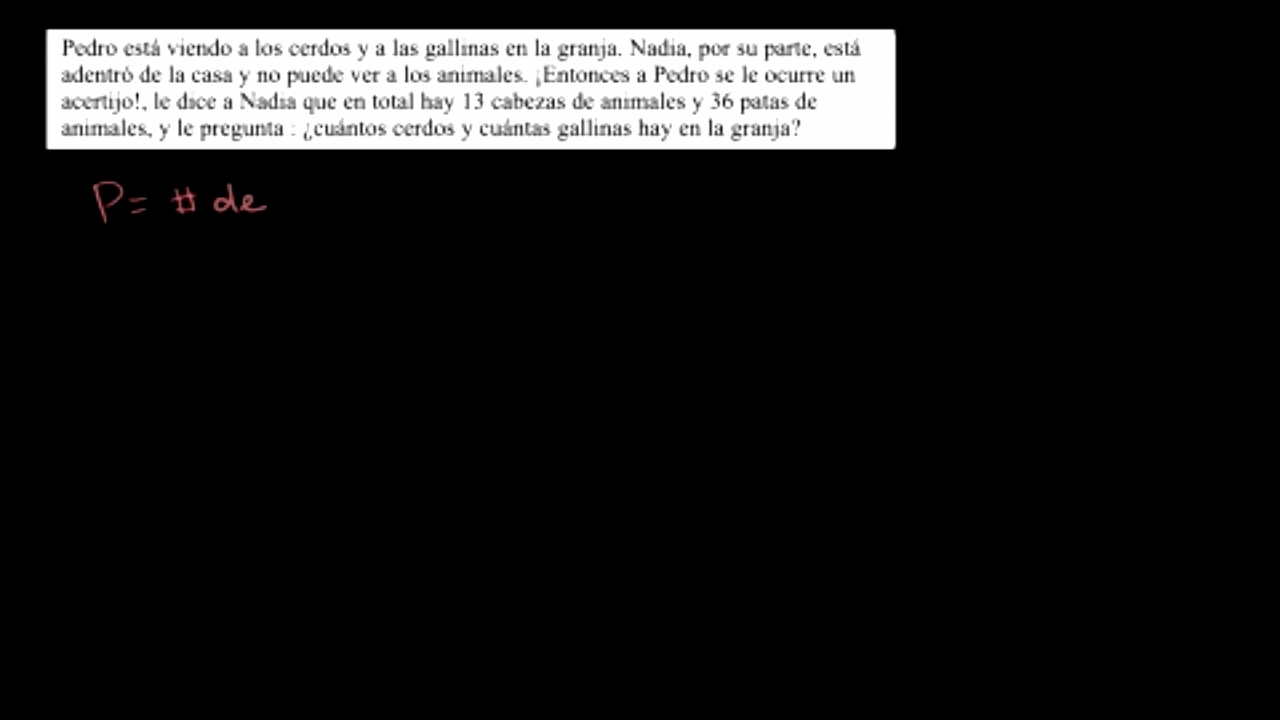 Pedro está viendo a los cerdos y a las gallinas en la granja. Nadia, por su parte, está
adentró de la casa y no puede ver a los animales. ¡Entonces a Pedro se le ocurre un
acertijo!, le dice a Nadia que en total hay 13 cabezas de animales y 36 patas de
animales, y le pregunta : ¿cuántos cerdos y cuántas gallinas hay en la granja?
P= # de